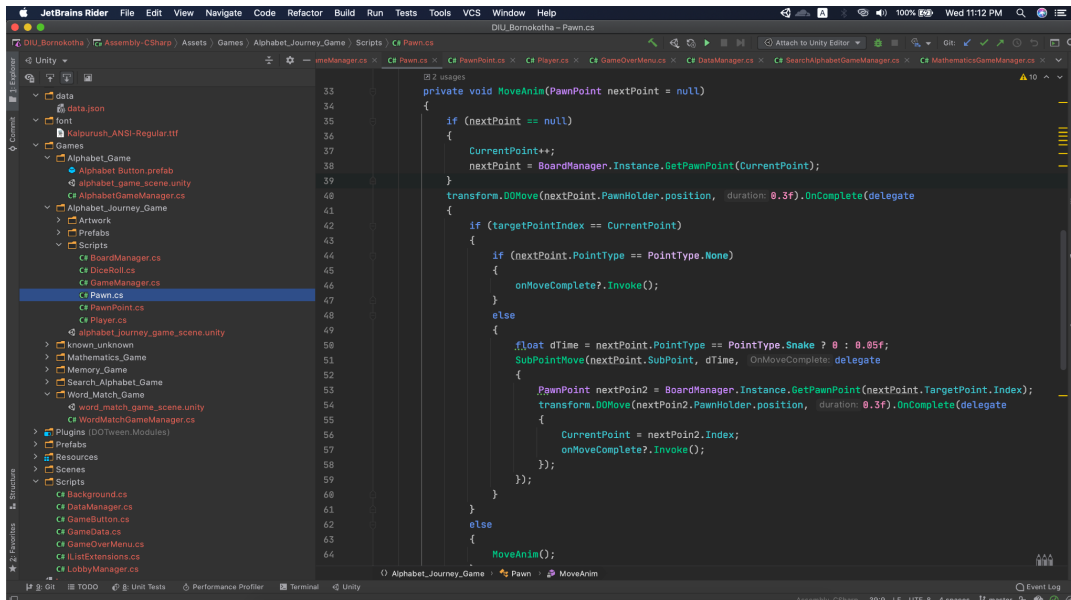 JetBrains Rider File Edit View Navigate Code Refactor Build Run Tests Tools VCS Window Help 100% Wed 11:12 PM
DIU_Bornokotha – Pawn.cs
DIU_Bornokotha Assembly-CSharp Assets Games Alphabet_Journey_Game Scripts C# Pawn.cs Attach to Unity Editor Git:
1: Explorer
Commit
Structure
2: Favorites
Unity
data
data.json
font
Kalpurush_ANSI-Regular.ttf
Games
Alphabet_Game
Alphabet Button.prefab
alphabet_game_scene.unity
C# AlphabetGameManager.cs
Alphabet_Journey_Game
Artwork
Prefabs
Scripts
C# BoardManager.cs
C# DiceRoll.cs
C# GameManager.cs
C# Pawn.cs
C# PawnPoint.cs
C# Player.cs
alphabet_journey_game_scene.unity
known_unknown
Mathematics_Game
Memory_Game
Search_Alphabet_Game
Word_Match_Game
word_match_game_scene.unity
C# WordMatchGameManager.cs
Plugins (DOTween.Modules)
Prefabs
Resources
Scenes
Scripts
C# Background.cs
C# DataManager.cs
C# GameButton.cs
C# GameData.cs
C# GameOverMenu.cs
C# IListExtensions.cs
C# LobbyManager.cs
ameManager.cs C# Pawn.cs C# PawnPoint.cs C# Player.cs C# GameOverMenu.cs C# DataManager.cs C# SearchAlphabetGameManager.cs C# MathematicsGameManager.cs
2 usages 10
33 private void MoveAnim(PawnPoint nextPoint = null)
34 {
35 if (nextPoint == null)
36 {
37 CurrentPoint++;
38 nextPoint = BoardManager.Instance.GetPawnPoint(CurrentPoint);
39 }
40 transform.DOMove(nextPoint.PawnHolder.position, duration: 0.3f).OnComplete(delegate
41 {
42 if (targetPointIndex == CurrentPoint)
43 {
44 if (nextPoint.PointType == PointType.None)
45 {
46 onMoveComplete?.Invoke();
47 }
48 else
49 {
50 float dTime = nextPoint.PointType == PointType.Snake ? 0 : 0.05f;
51 SubPointMove(nextPoint.SubPoint, dTime, OnMoveComplete: delegate
52 {
53 PawnPoint nextPoin2 = BoardManager.Instance.GetPawnPoint(nextPoint.TargetPoint.Index);
54 transform.DOMove(nextPoin2.PawnHolder.position, duration: 0.3f).OnComplete(delegate
55 {
56 CurrentPoint = nextPoin2.Index;
57 onMoveComplete?.Invoke();
58 });
59 });
60 }
61 }
62 else
63 {
64 MoveAnim();
Alphabet_Journey_Game Pawn MoveAnim
9: Git TODO 8: Unit Tests Performance Profiler Terminal Unity Event Log